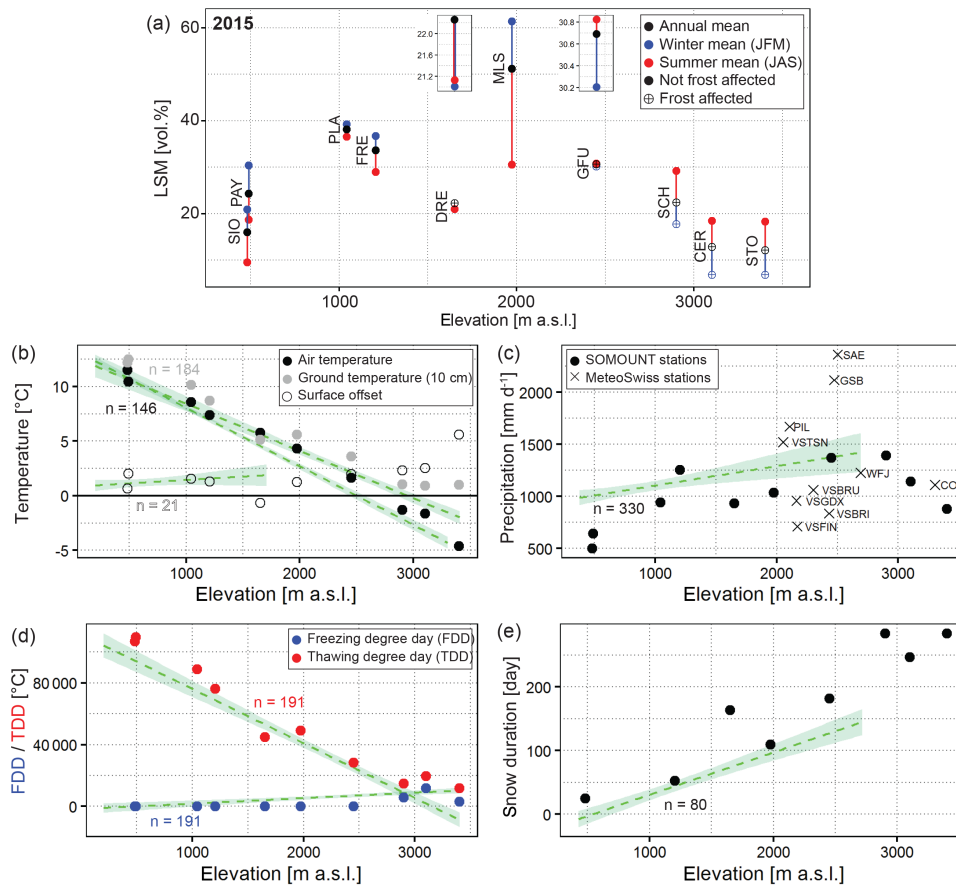 (a)
2015
60
40
20
LSM [vol.%]
22.0
21.2
30.8
30.6
30.4
30.2
Annual mean
Winter mean (JFM)
Summer mean (JAS)
Not frost affected
Frost affected
SIO
PAY
PLA
FRE
DRE
MLS
GFU
SCH
CER
STO
1000
2000
3000
Elevation [m a.s.l.]
(b)
10
5
0
-5
Temperature [°C]
n = 184
n = 146
n = 21
Air temperature
Ground temperature (10 cm)
Surface offset
1000
2000
3000
Elevation [m a.s.l.]
(c)
2000
1500
1000
500
Precipitation [mm d⁻¹]
SOMOUNT stations
MeteoSwiss stations
SAE
GSB
PIL
VSTSN
WFJ
COV
VSBRU
VSGDX
VSBRI
VSFIN
n = 330
1000
2000
3000
Elevation [m a.s.l.]
(d)
80 000
40 000
0
FDD / TDD [°C]
Freezing degree day (FDD)
Thawing degree day (TDD)
n = 191
n = 191
1000
2000
3000
Elevation [m a.s.l.]
(e)
200
100
0
Snow duration [day]
n = 80
1000
2000
3000
Elevation [m a.s.l.]